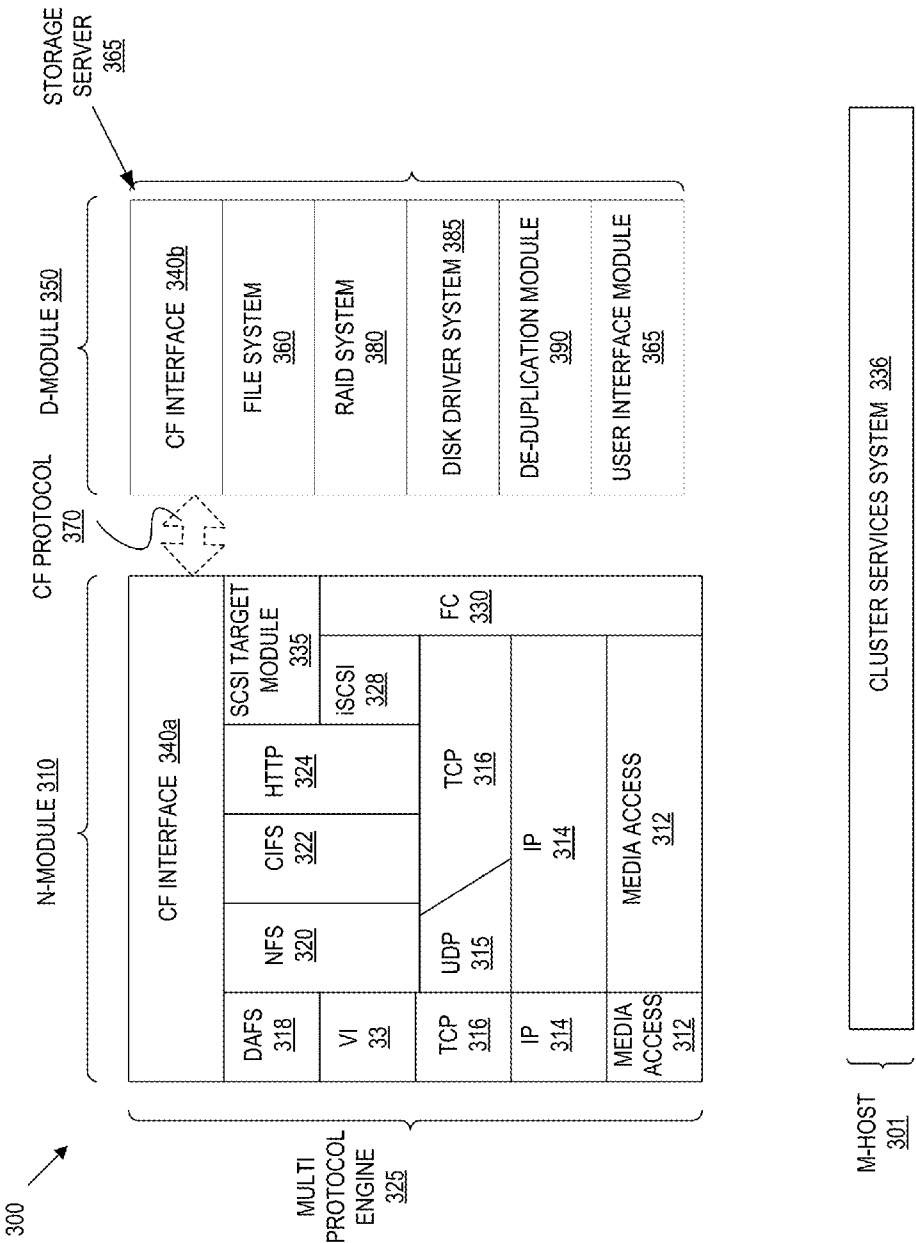 300
N-MODULE 310
CF PROTOCOL
370
D-MODULE 350
STORAGE
SERVER
365
MULTI
PROTOCOL
ENGINE
325
CF INTERFACE 340a
DAFS
318
NFS
320
CIFS
322
HTTP
324
SCSI TARGET
MODULE
335
VI
33
iSCSI
328
FC
330
TCP
316
UDP
315
TCP
316
IP
314
IP
314
MEDIA
ACCESS
312
MEDIA ACCESS
312
CF INTERFACE 340b
FILE SYSTEM
360
RAID SYSTEM
380
DISK DRIVER SYSTEM 385
DE-DUPLICATION MODULE
390
USER INTERFACE MODULE
365
M-HOST
301
CLUSTER SERVICES SYSTEM 336